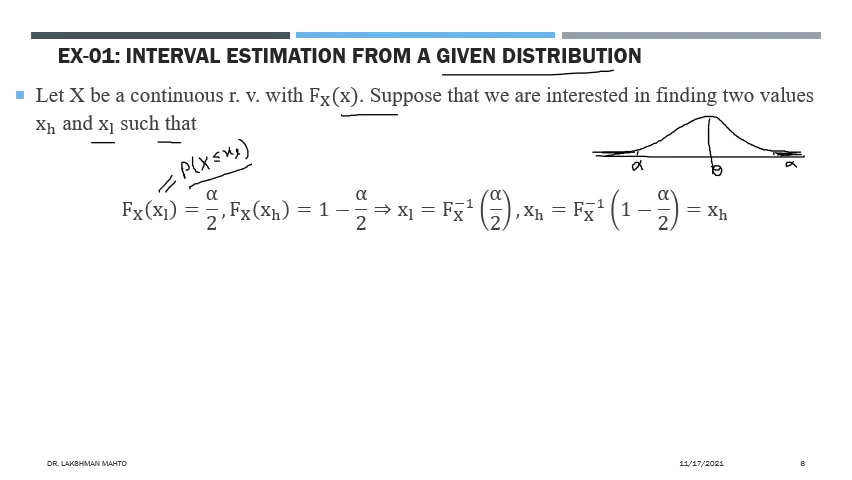 EX-01: INTERVAL ESTIMATION FROM A GIVEN DISTRIBUTION
Let X be a continuous r. v. with F_X(x). Suppose that we are interested in finding two values
x_h and x_l such that
= P(X ≤ x_l)
α θ α
F_X(x_l) = α/2, F_X(x_h) = 1 − α/2 ⇒ x_l = F_X^{-1}(α/2), x_h = F_X^{-1}(1 − α/2) = x_h
DR. LAKSHMAN MAHTO 11/17/2021 6